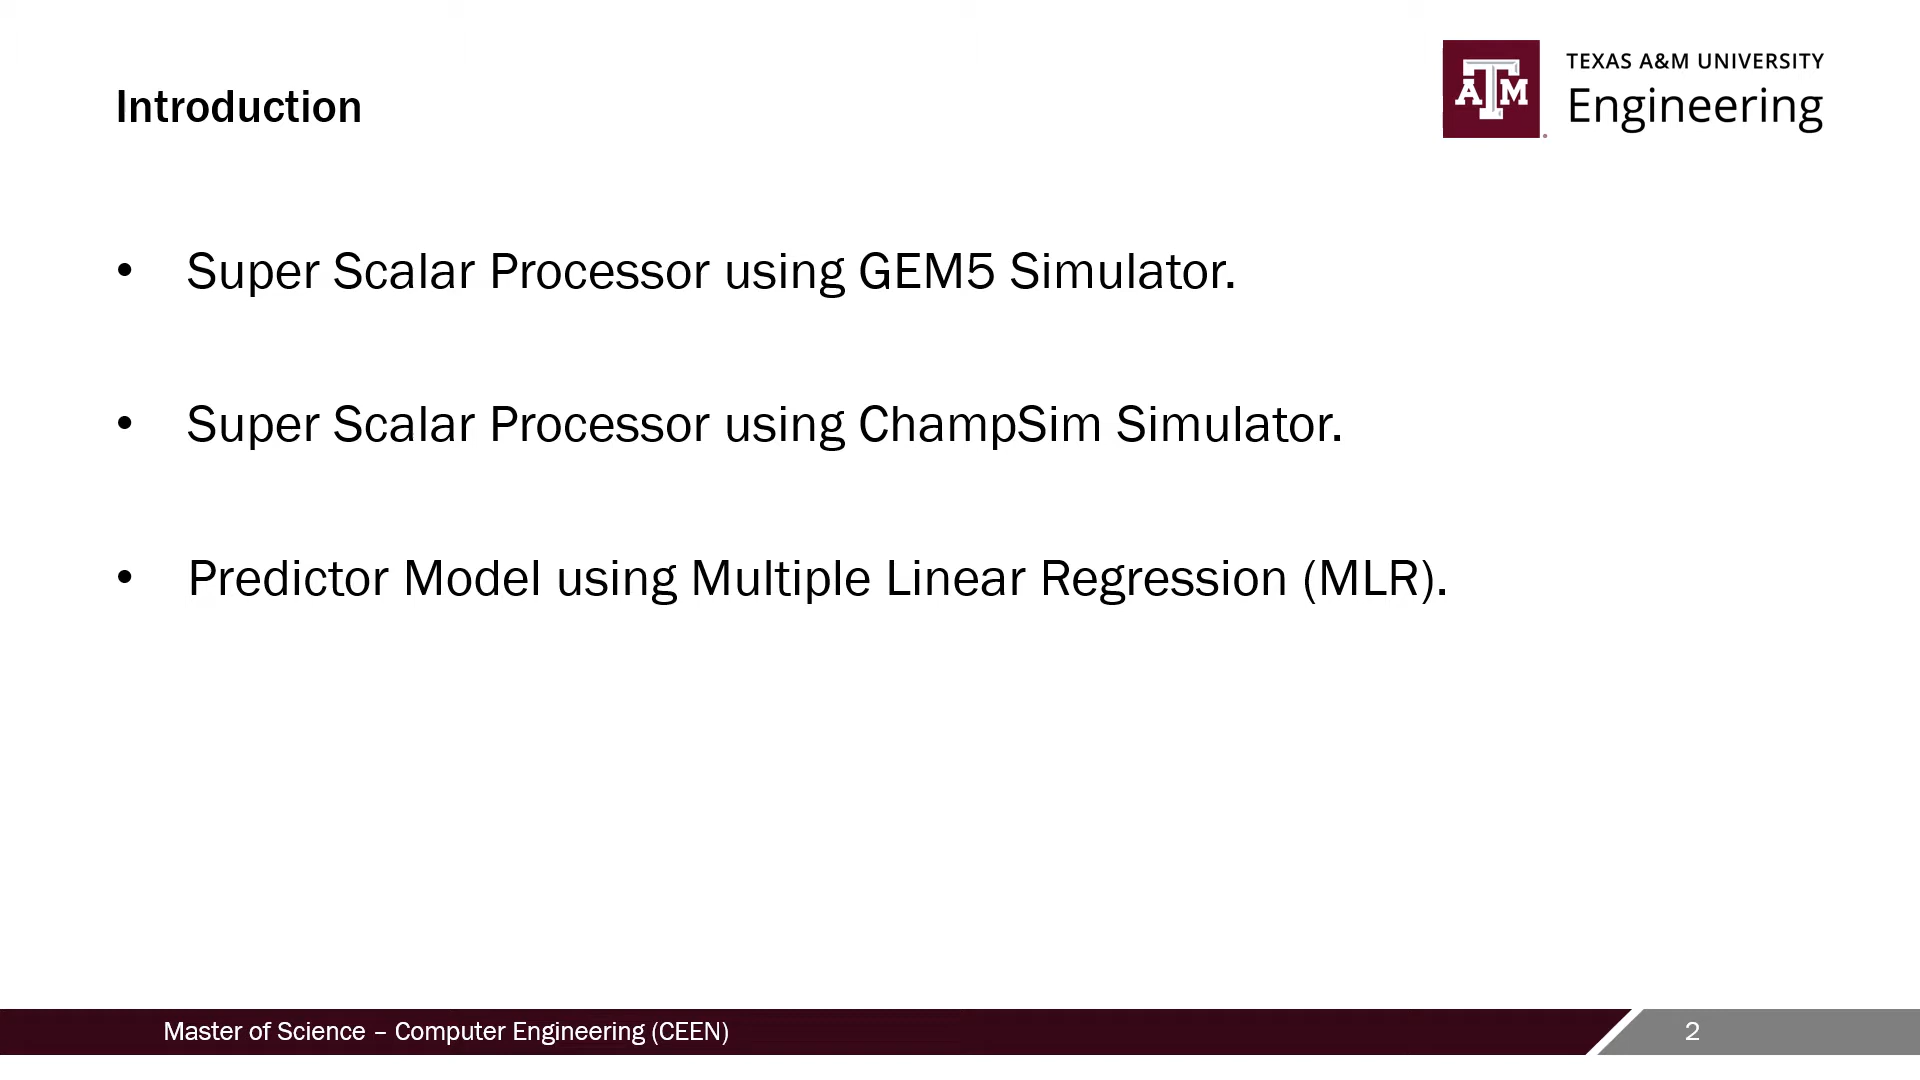 Introduction
ATM
TEXAS A&M UNIVERSITY
Engineering
• Super Scalar Processor using GEM5 Simulator.
• Super Scalar Processor using ChampSim Simulator.
• Predictor Model using Multiple Linear Regression (MLR).
Master of Science – Computer Engineering (CEEN)
2